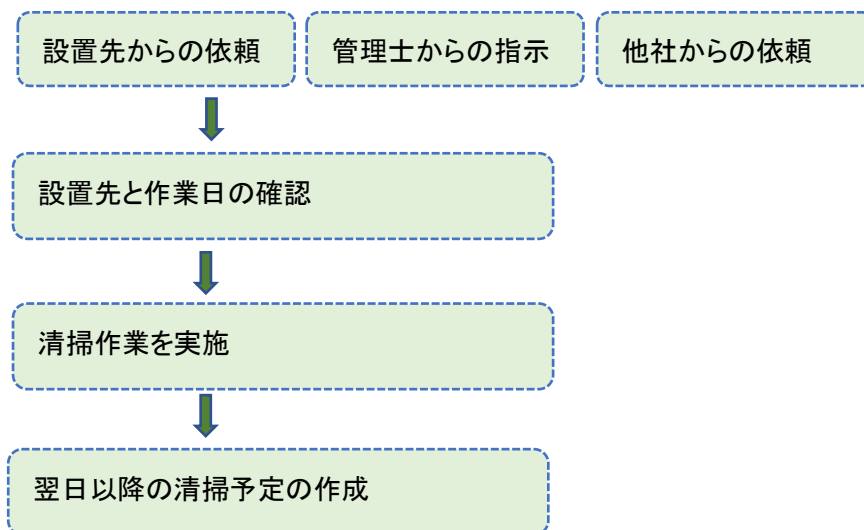 設置先からの依頼
管理士からの指示
他社からの依頼
設置先と作業日の確認
清掃作業を実施
翌日以降の清掃予定の作成